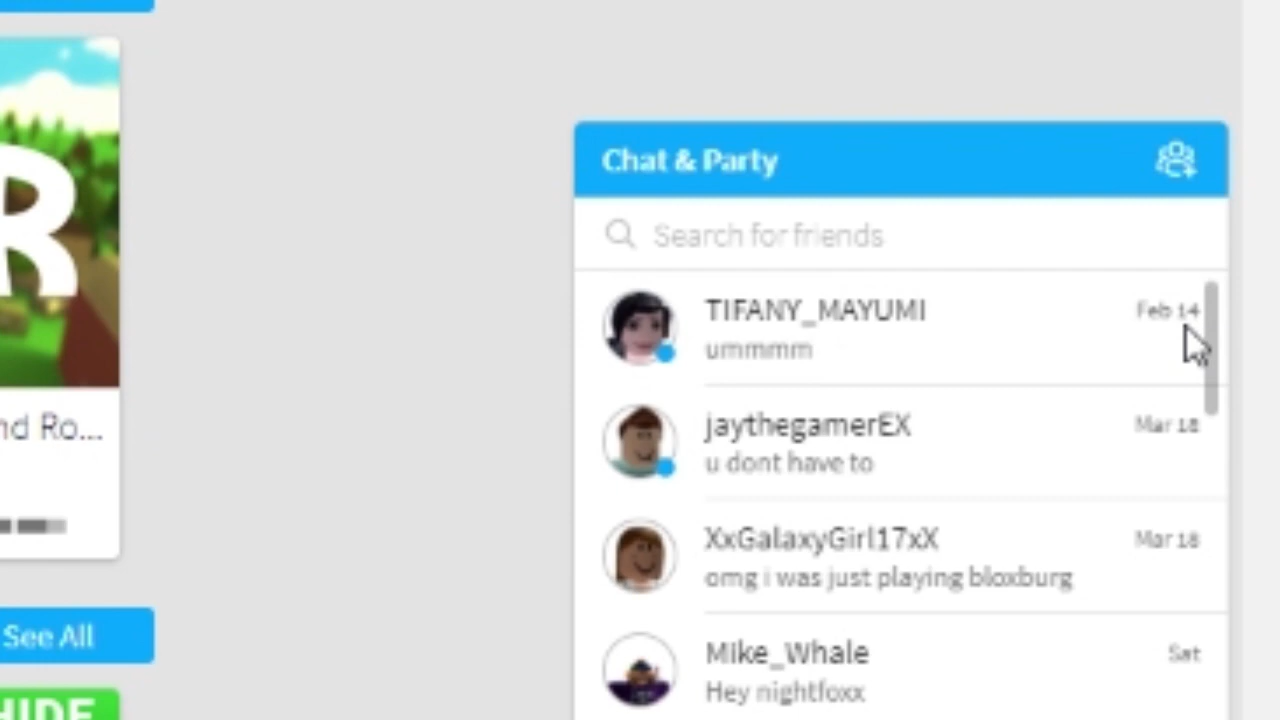 R
nd Ro...
See All
HIDE
Chat & Party
Search for friends
TIFANY_MAYUMI
Feb 14
ummmm
jaythegamerEX
Mar 18
u dont have to
XxGalaxyGirl17xX
Mar 18
omg i was just playing bloxburg
Mike_Whale
Sat
Hey nightfoxx